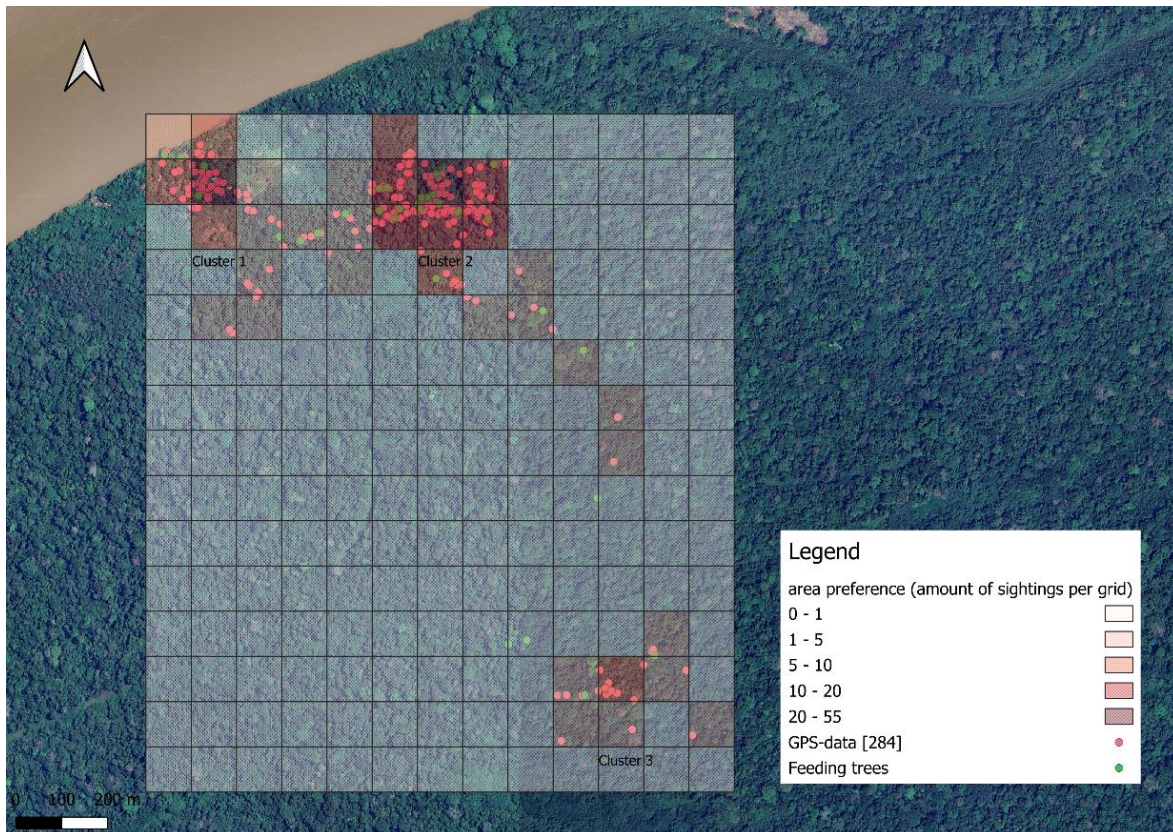 Cluster 1
Cluster 2
Cluster 3
Legend
area preference (amount of sightings per grid)
0 - 1
1 - 5
5 - 10
10 - 20
20 - 55
GPS-data [284]
Feeding trees
0 100 200 m